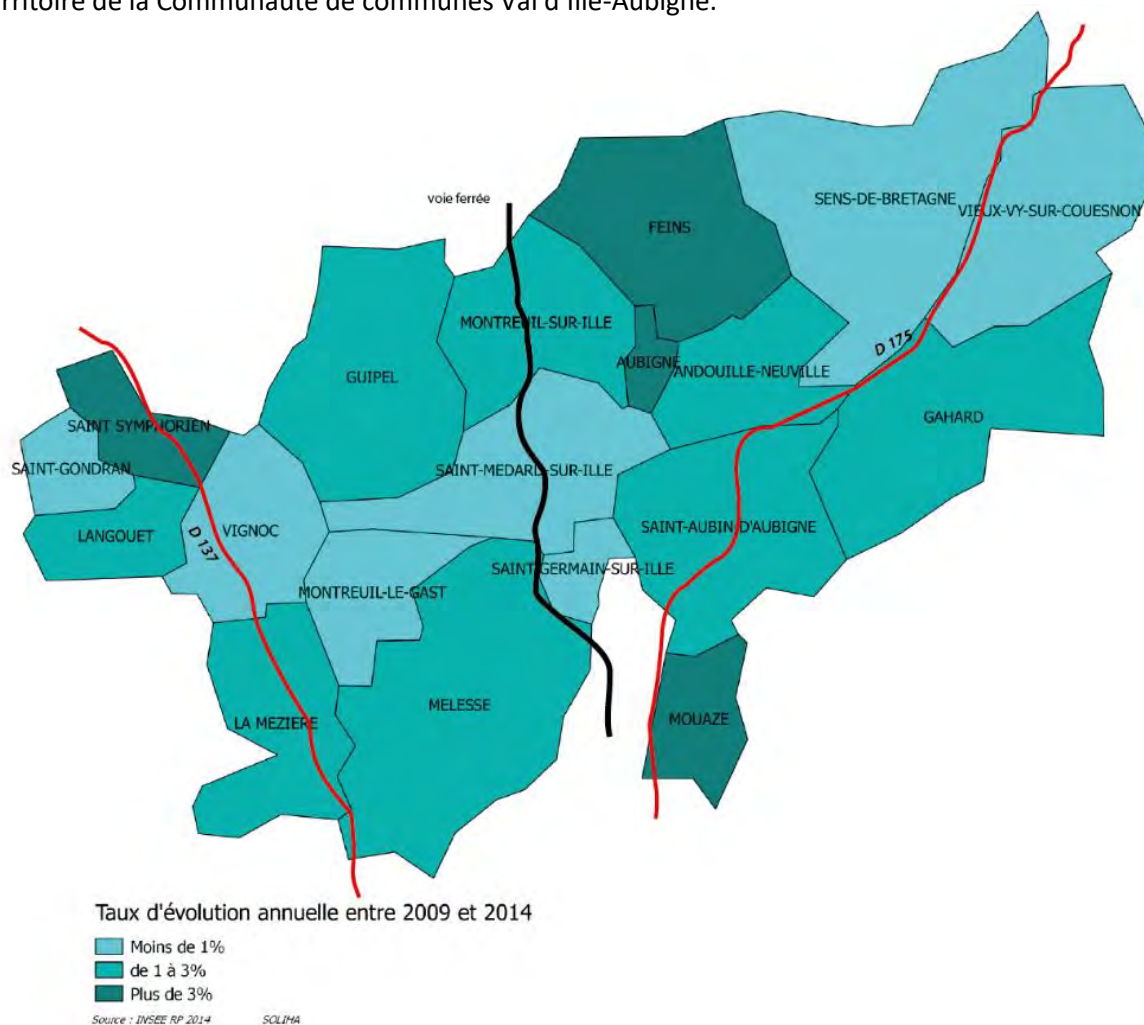 rritoire de la Communauté de communes Val d'Ille-Aubigné.
voie ferrée
SENS-DE-BRETAGNE
VIEUX-VY-SUR-COUESNON
FEINS
MONTREUIL-SUR-ILLE
D 175
AUBIGNE
ANDOUILLE-NEUVILLE
GUIPEL
GAHARD
SAINT SYMPHORIEN
SAINT-GONDRAN
SAINT-MEDARD-SUR-ILLE
LANGOUET
D 137
VIGNOC
SAINT-AUBIN-D'AUBIGNE
SAINT-GERMAIN-SUR-ILLE
MONTREUIL-LE-GAST
MELESSE
LA MEZIERE
MOUAZE
Taux d'évolution annuelle entre 2009 et 2014
Moins de 1%
de 1 à 3%
Plus de 3%
Source : INSEE RP 2014 SOLIHA